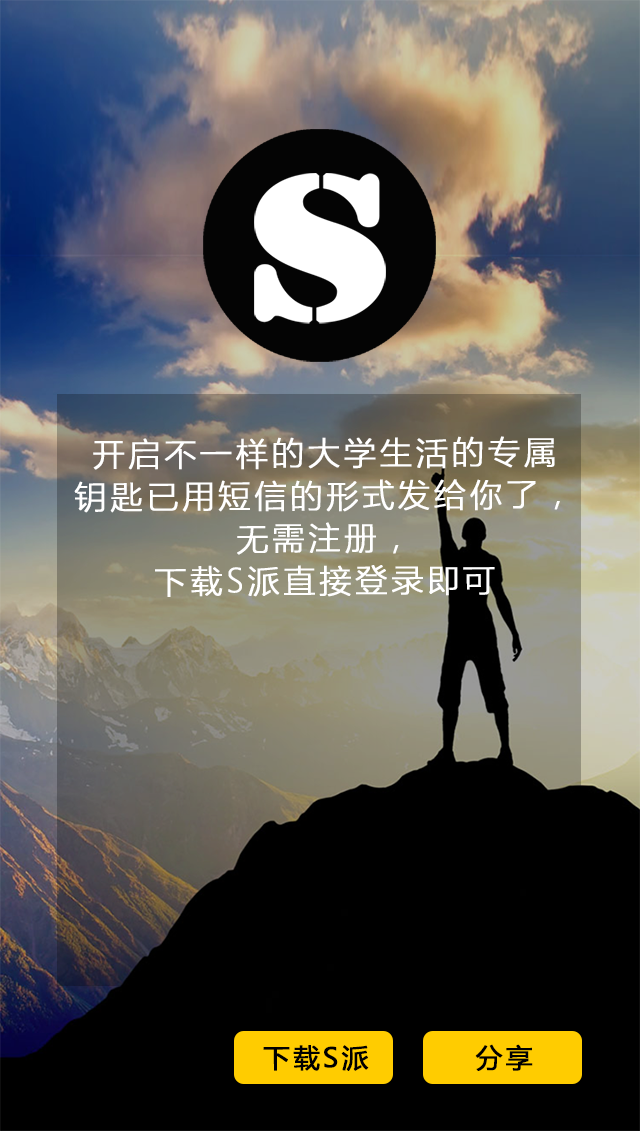 S
开启不一样的大学生活的专属
钥匙已用短信的形式发给你了，
无需注册，
下载S派直接登录即可
下载S派
分享